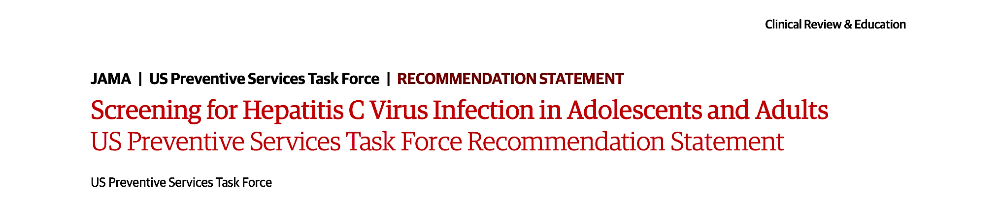 Clinical Review & Education
JAMA | US Preventive Services Task Force | RECOMMENDATION STATEMENT
Screening for Hepatitis C Virus Infection in Adolescents and Adults
US Preventive Services Task Force Recommendation Statement
US Preventive Services Task Force